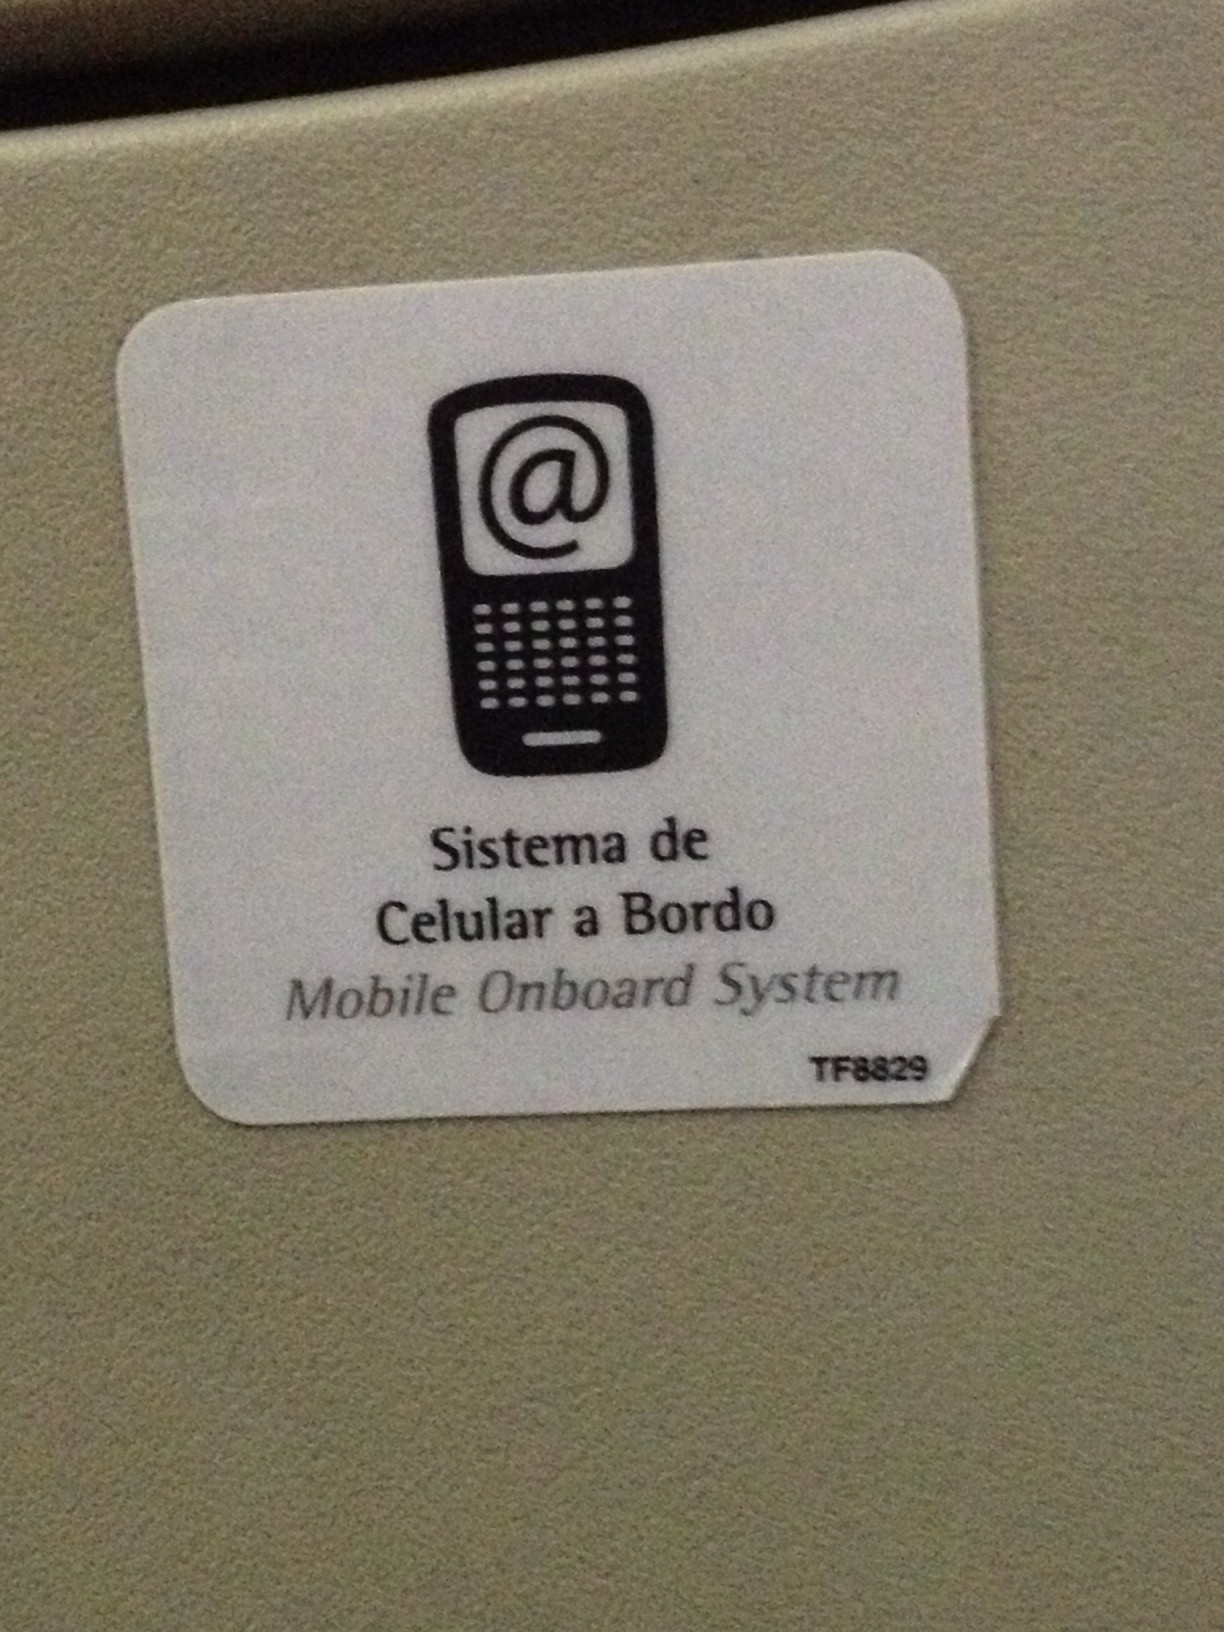 @
Sistema de
Celular a Bordo
Mobile Onboard System
TF8829